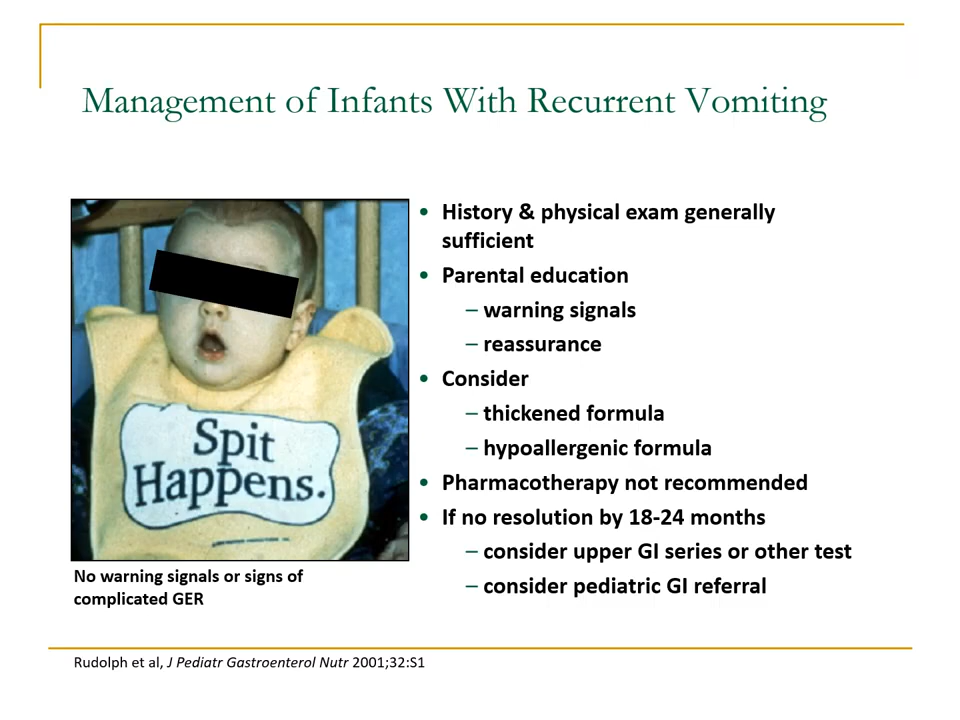 Management of Infants With Recurrent Vomiting
Spit
Happens.
No warning signals or signs of
complicated GER
• History & physical exam generally
sufficient
• Parental education
– warning signals
– reassurance
• Consider
– thickened formula
– hypoallergenic formula
• Pharmacotherapy not recommended
• If no resolution by 18-24 months
– consider upper GI series or other test
– consider pediatric GI referral
Rudolph et al, J Pediatr Gastroenterol Nutr 2001;32:S1